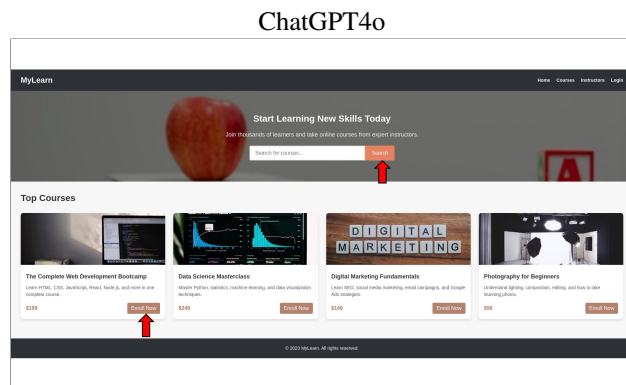 ChatGPT4o
MyLearn
Home Courses Instructors Login
Start Learning New Skills Today
Join thousands of learners and take online courses from expert instructors.
Search for courses... Search
Top Courses
DIGITAL
MARKETING
The Complete Web Development Bootcamp
Learn HTML, CSS, JavaScript, React, Node.js, and more in one
complete course.
$199 Enroll Now
Data Science Masterclass
Master Python, statistics, machine learning, and data visualization
techniques.
$249 Enroll Now
Digital Marketing Fundamentals
Learn SEO, social media marketing, email campaigns, and Google
Ads strategies.
$149 Enroll Now
Photography for Beginners
Understand lighting, composition, editing, and how to take
stunning photos.
$99 Enroll Now
© 2023 MyLearn. All rights reserved.